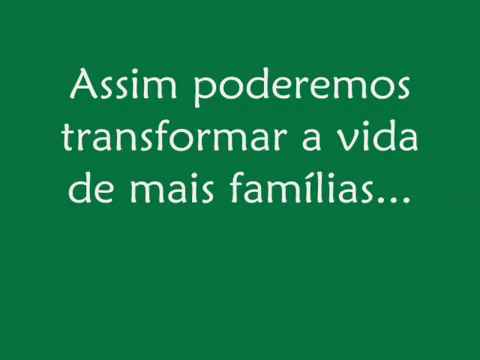 Assim poderemos
transformar a vida
de mais famílias...